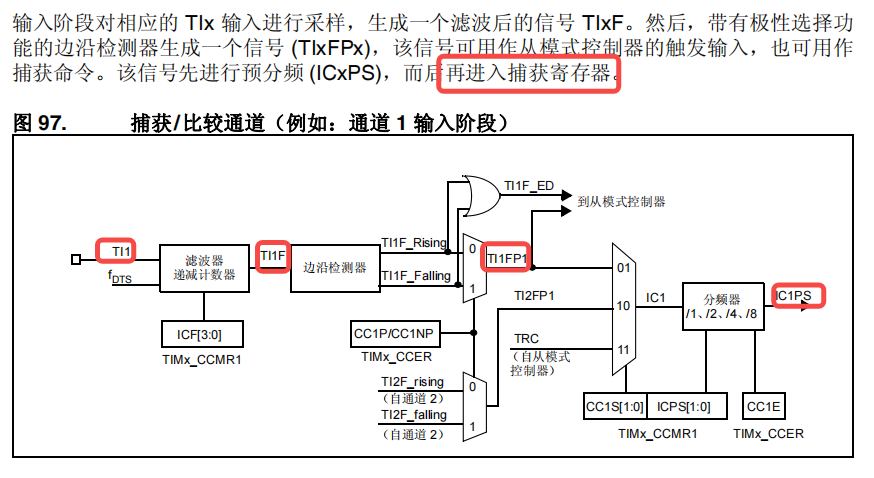 输入阶段对相应的 TIx 输入进行采样，生成一个滤波后的信号 TIxF。然后，带有极性选择功
能的边沿检测器生成一个信号 (TIxFPx)，该信号可用作从模式控制器的触发输入，也可用作
捕获命令。该信号先进行预分频 (ICxPS)，而后再进入捕获寄存器。
图 97. 捕获/比较通道（例如：通道 1 输入阶段）
TI1F_ED
到从模式控制器
TI1
fDTS
滤波器
递减计数器
TI1F
边沿检测器
TI1F_Rising
TI1F_Falling
0
1
TI1FP1
01
TI2FP1
10
IC1
分频器
/1、/2、/4、/8
IC1PS
ICF[3:0]
TIMx_CCMR1
CC1P/CC1NP
TIMx_CCER
TRC
（自从模式
控制器）
11
TI2F_rising
（自通道 2）
TI2F_falling
（自通道 2）
0
1
CC1S[1:0]
ICPS[1:0]
CC1E
TIMx_CCMR1
TIMx_CCER